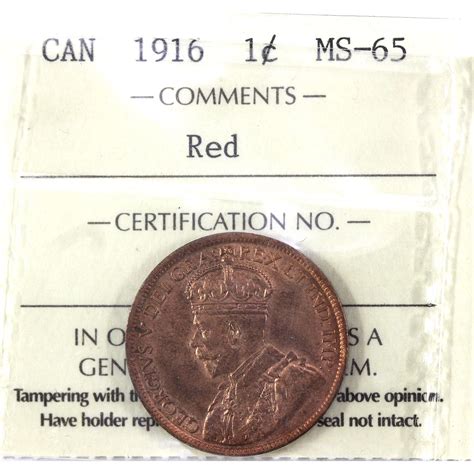 CAN 1916 1¢ MS-65
— COMMENTS —
Red
— CERTIFICATION NO. —
GEORGIVS V DEI GRA: REX ET IND:IMP:
IN O S A
GEN M.
Tampering with th above opinion.
Have holder rep seal not intact.